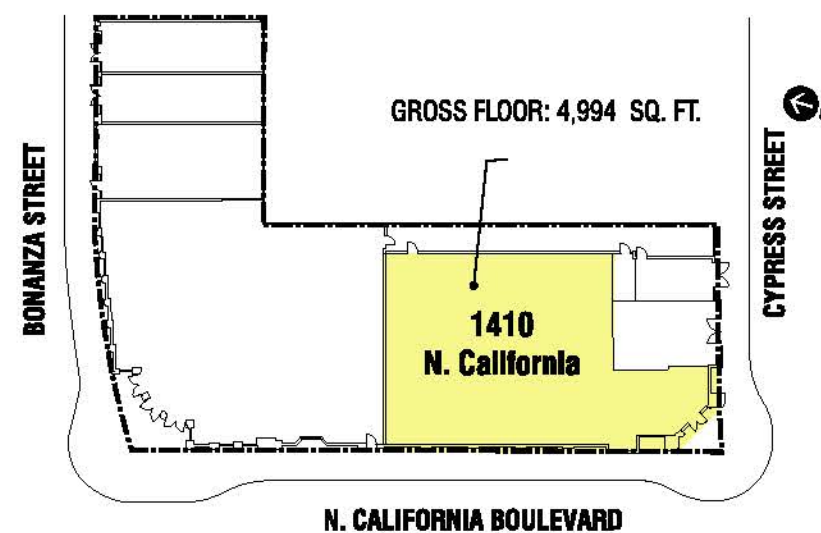 GROSS FLOOR: 4,994 SQ. FT.
BONANZA STREET
CYPRESS STREET
1410
N. California
N. CALIFORNIA BOULEVARD